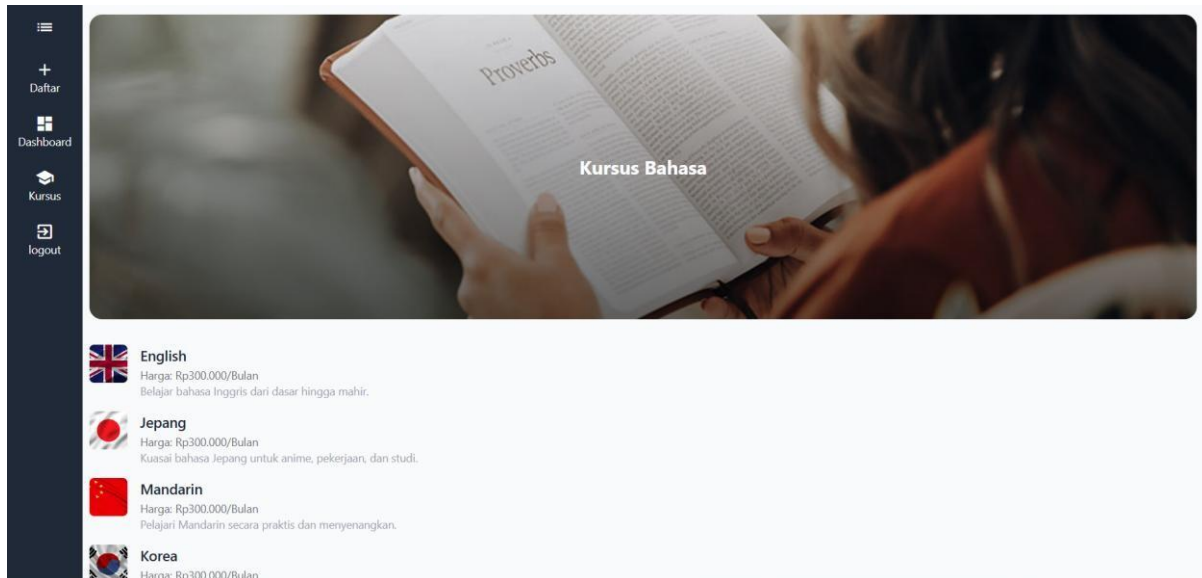 Daftar
Dashboard
Kursus
logout
Proverbs
Kursus Bahasa
English
Harga: Rp300.000/Bulan
Belajar bahasa Inggris dari dasar hingga mahir.
Jepang
Harga: Rp300.000/Bulan
Kuasai bahasa Jepang untuk anime, pekerjaan, dan studi.
Mandarin
Harga: Rp300.000/Bulan
Pelajari Mandarin secara praktis dan menyenangkan.
Korea
Harga: Rp300.000/Bulan